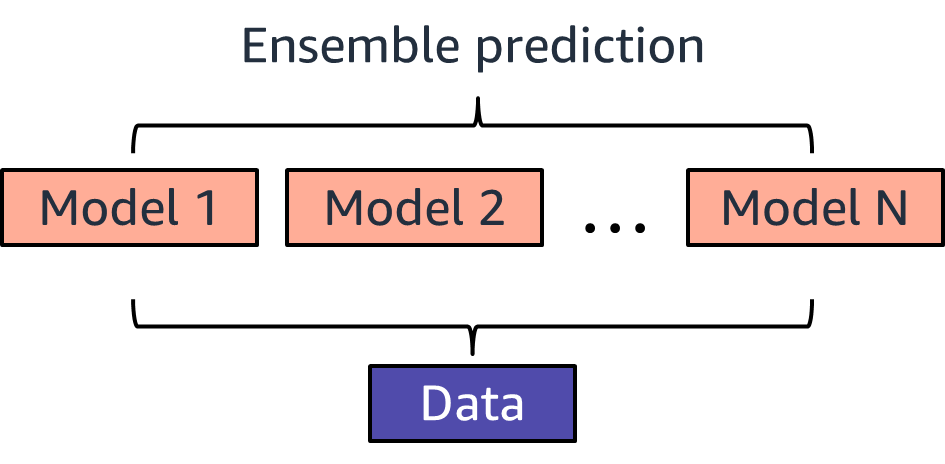 Ensemble prediction
Model 1 Model 2 ... Model N
Data